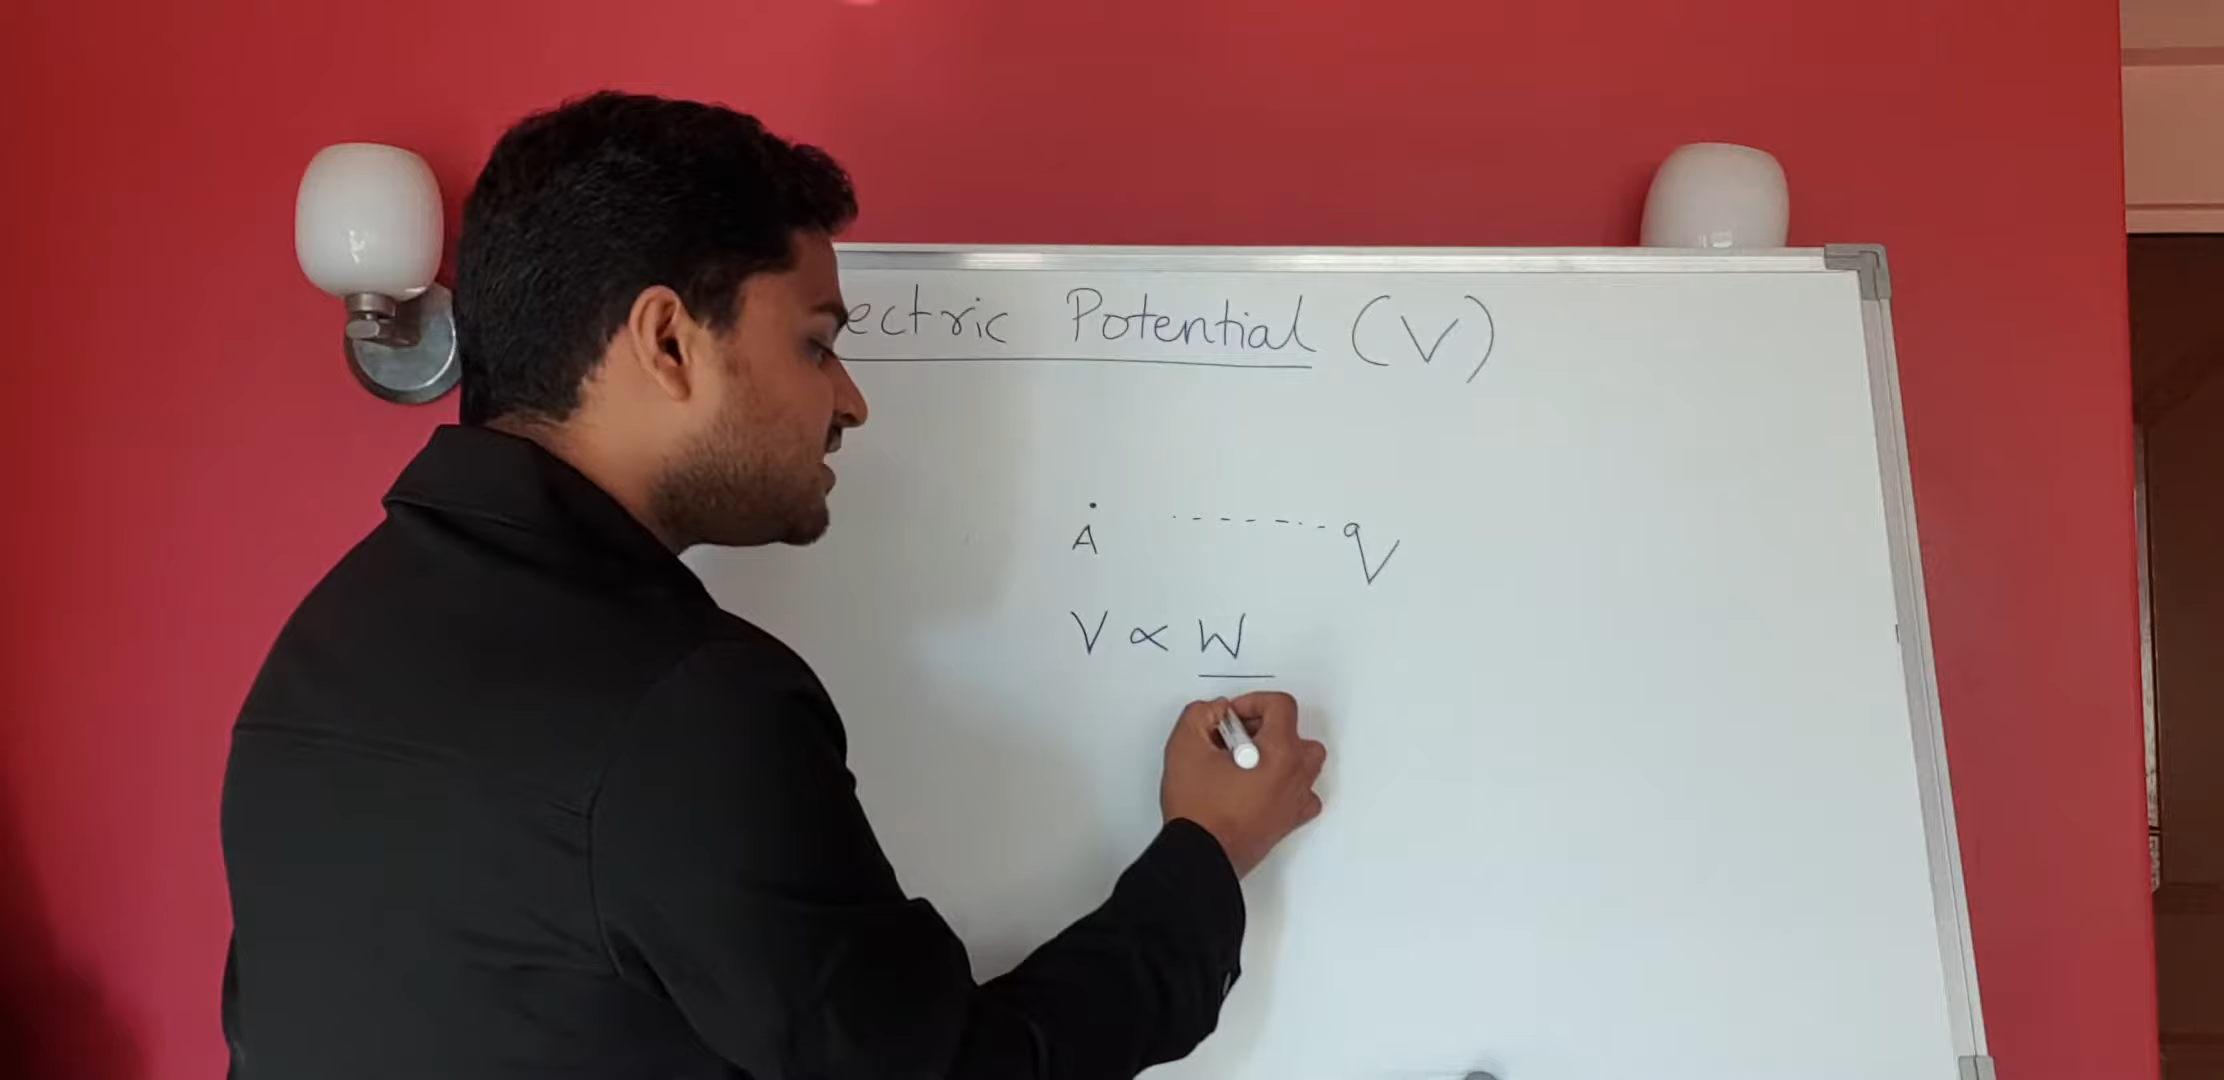 ectric Potential (V)
A ------- q
V ∝ W